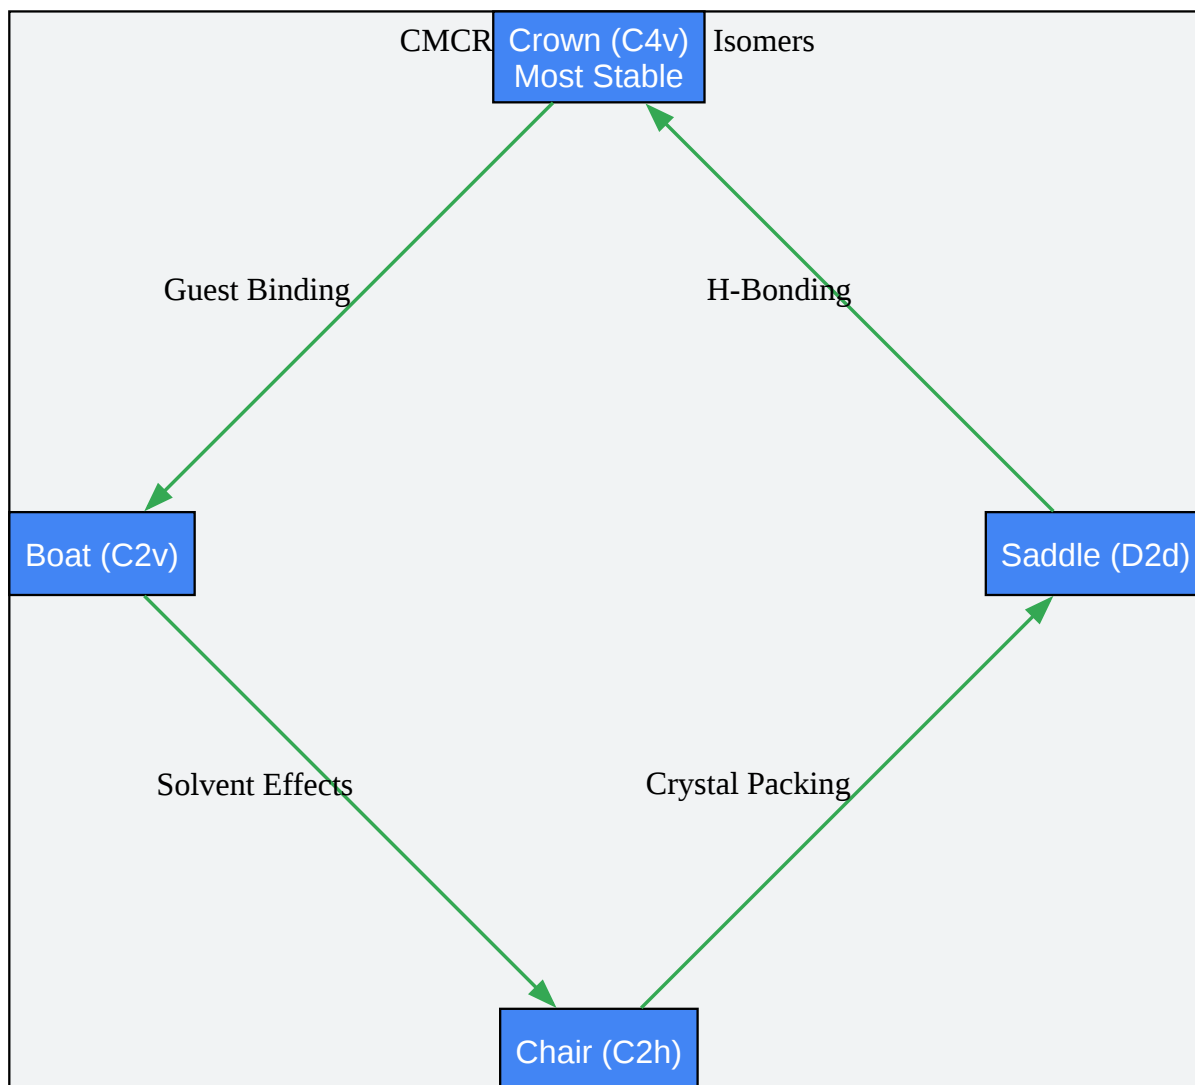 CMCR Isomers
Crown (C4v)
Most Stable
Guest Binding
H-Bonding
Boat (C2v)
Saddle (D2d)
Solvent Effects
Crystal Packing
Chair (C2h)